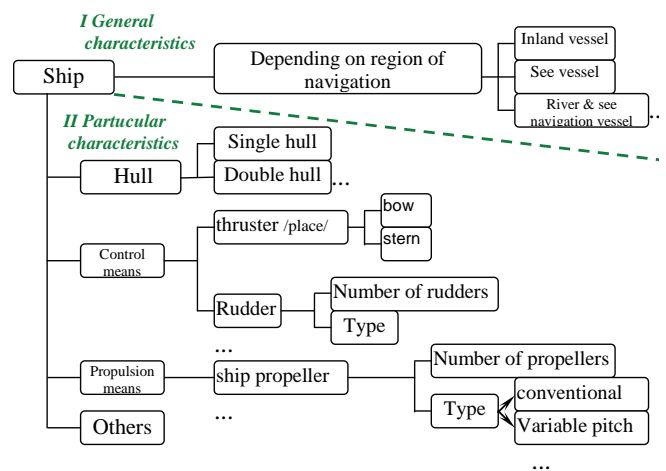 I General
characteristics
Ship
Depending on region of
navigation
Inland vessel
See vessel
River & see
navigation vessel
...
II Partucular
characteristics
Hull
Single hull
Double hull
...
Control
means
thruster /place/
bow
stern
Rudder
Number of rudders
Type
...
Propulsion
means
ship propeller
Number of propellers
Type
conventional
Variable pitch
...
Others
...